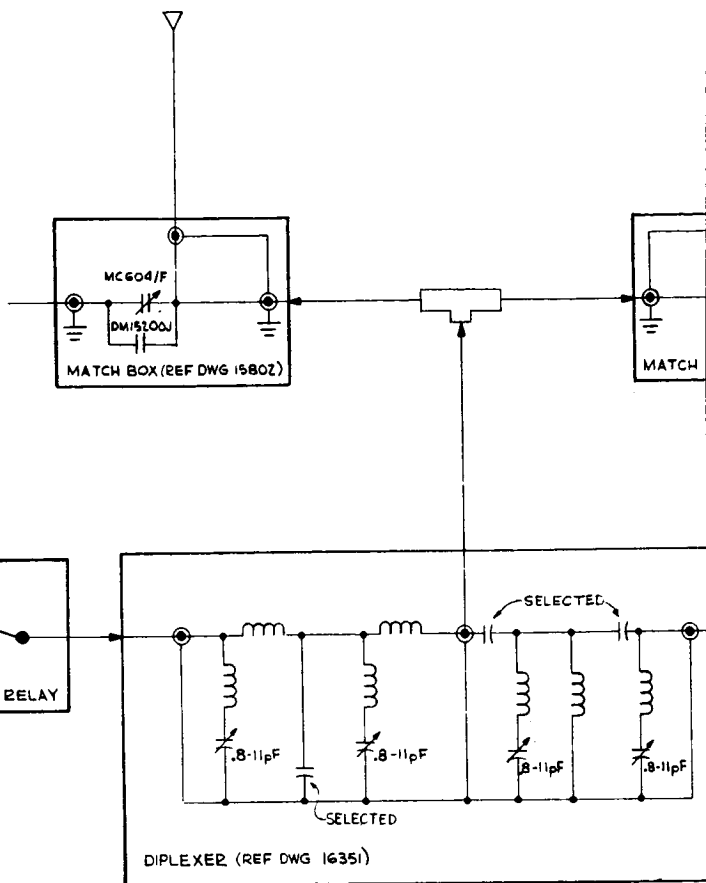 MC604/F
DM15200J
MATCH BOX (REF DWG 15802)
MATCH
SELECTED
RELAY
.8-11pF
.8-11pF
.8-11pF
.8-11pF
SELECTED
DIPLEXER (REF DWG 16351)